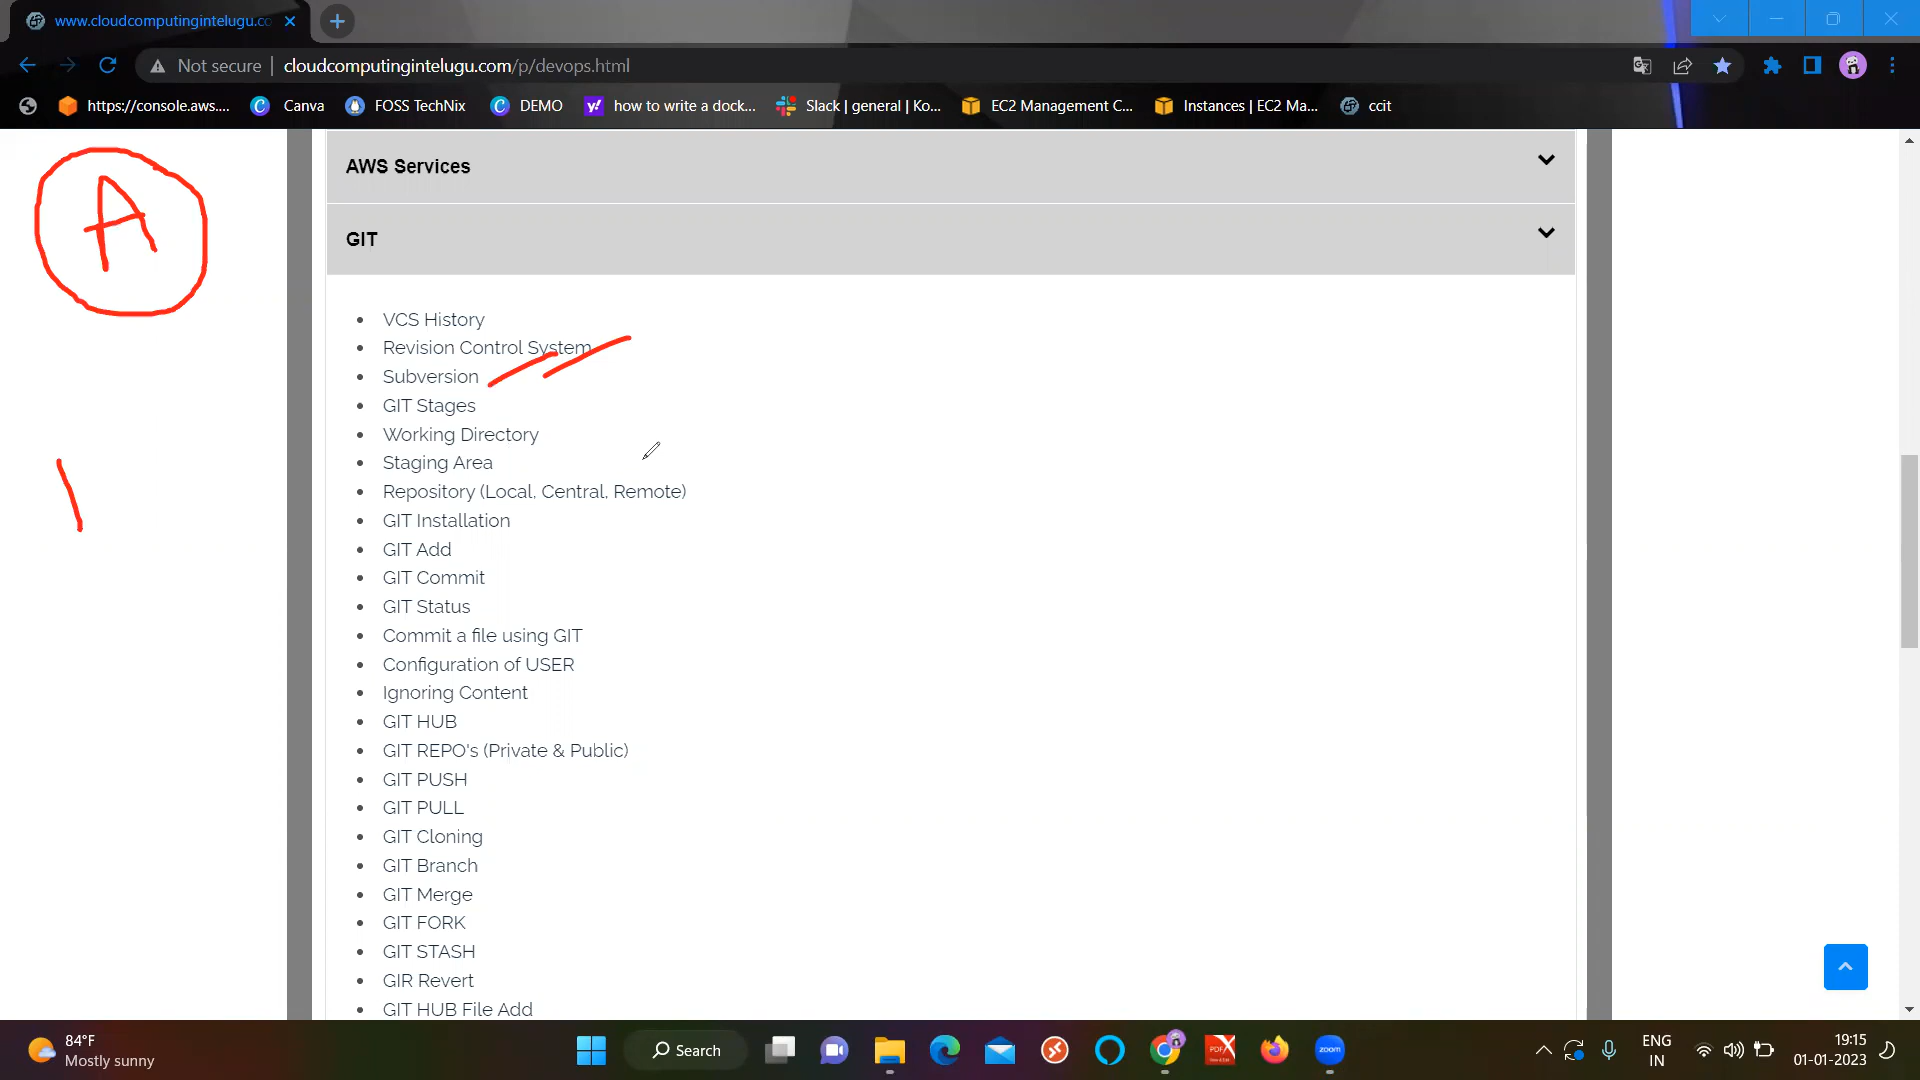 www.cloudcomputingintelugu.co
Not secure
cloudcomputingintelugu.com/p/devops.html
https://console.aws....
Canva
FOSS TechNix
DEMO
how to write a dock...
Slack | general | Ko...
EC2 Management C...
Instances | EC2 Ma...
ccit
A
AWS Services
GIT
VCS History
Revision Control System
Subversion
GIT Stages
Working Directory
Staging Area
Repository (Local, Central, Remote)
GIT Installation
GIT Add
GIT Commit
GIT Status
Commit a file using GIT
Configuration of USER
Ignoring Content
GIT HUB
GIT REPO's (Private & Public)
GIT PUSH
GIT PULL
GIT Cloning
GIT Branch
GIT Merge
GIT FORK
GIT STASH
GIR Revert
GIT HUB File Add
84°F
Mostly sunny
Search
PDFX
zoom
ENG
IN
19:15
01-01-2023